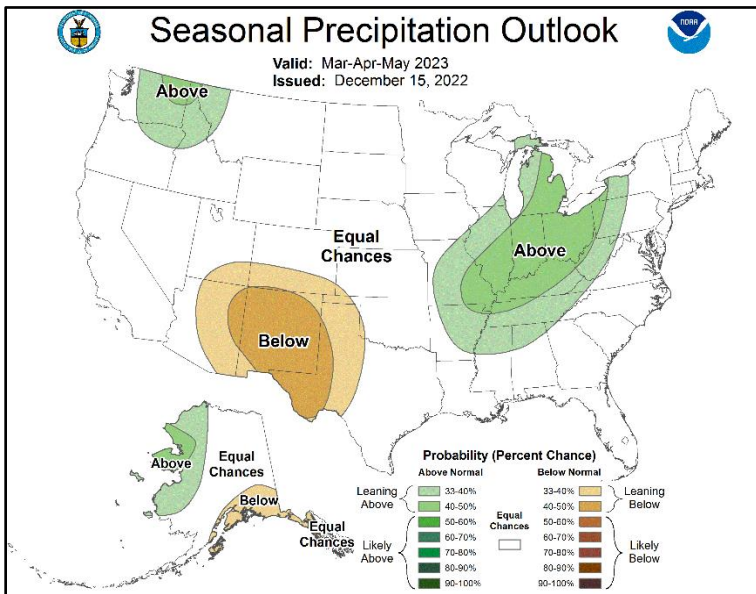 Seasonal Precipitation Outlook
NOAA
Valid: Mar-Apr-May 2023
Issued: December 15, 2022
Above
Equal
Chances
Above
Below
Above
Equal
Chances
Below
Equal
Chances
Probability (Percent Chance)
Above Normal
Below Normal
Leaning
Above
33-40%
40-50%
Likely
Above
50-60%
60-70%
70-80%
80-90%
90-100%
Equal
Chances
33-40%
40-50%
Leaning
Below
50-60%
60-70%
70-80%
80-90%
90-100%
Likely
Below